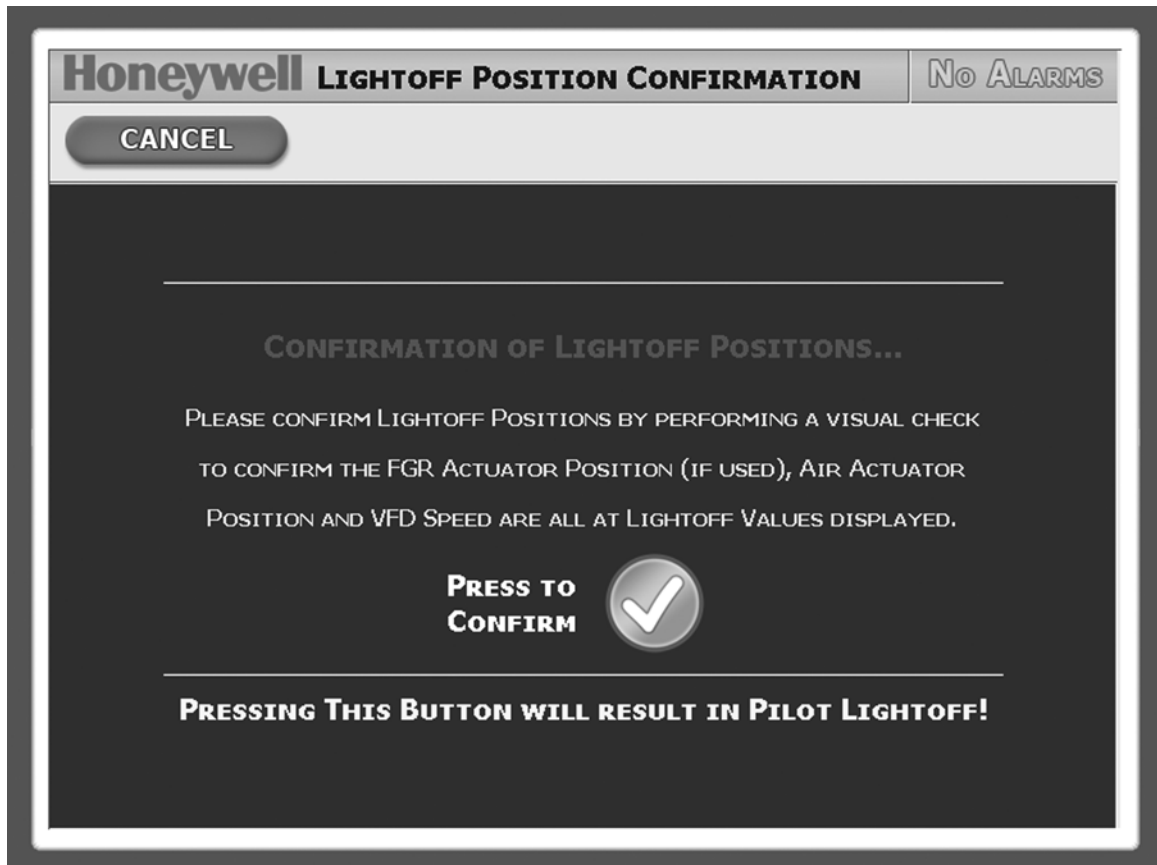 Honeywell LIGHTOFF POSITION CONFIRMATION NO ALARMS
CANCEL
CONFIRMATION OF LIGHTOFF POSITIONS...
PLEASE CONFIRM LIGHTOFF POSITIONS BY PERFORMING A VISUAL CHECK
TO CONFIRM THE FGR ACTUATOR POSITION (IF USED), AIR ACTUATOR
POSITION AND VFD SPEED ARE ALL AT LIGHTOFF VALUES DISPLAYED.
PRESS TO
CONFIRM
PRESSING THIS BUTTON WILL RESULT IN PILOT LIGHTOFF!